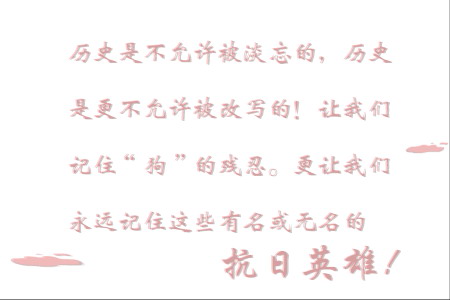 历史是不允许被淡忘的，历史
是更不允许被改写的！让我们
记住“狗”的残忍。更让我们
永远记住这些有名或无名的
抗日英雄！